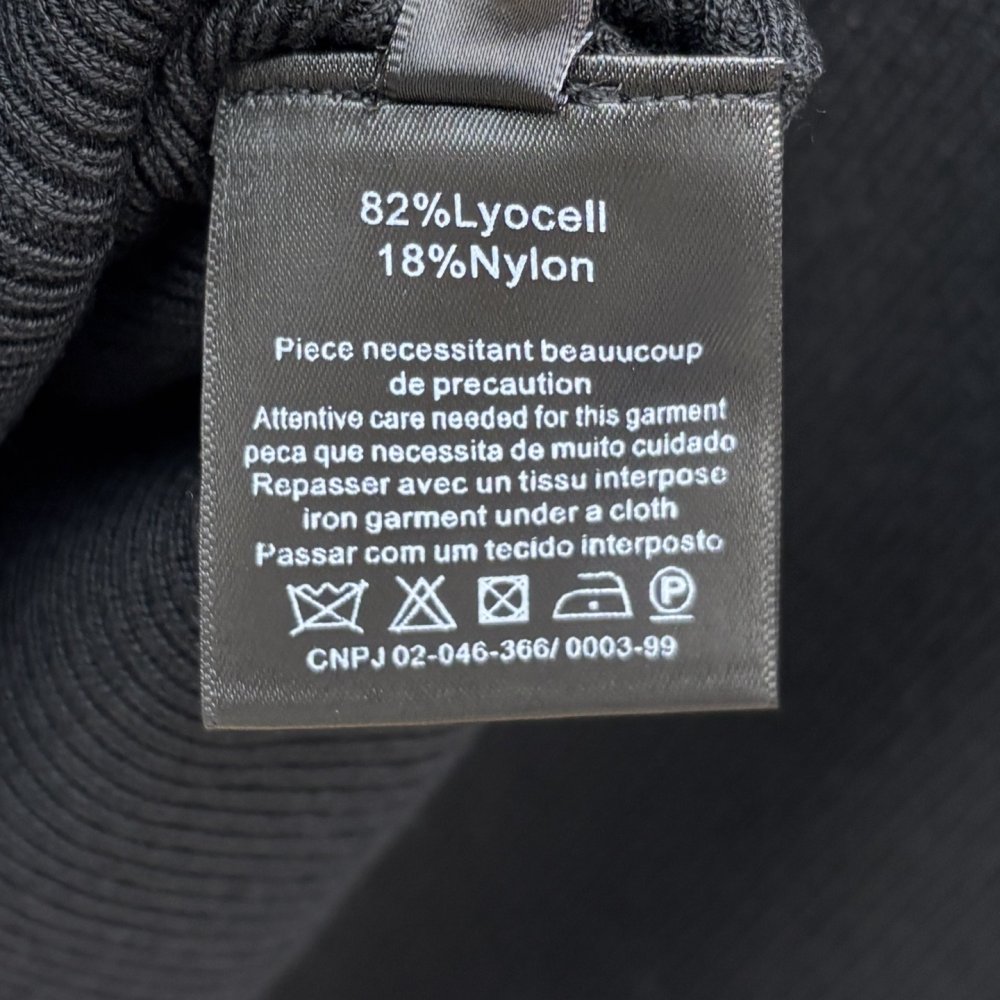 82%Lyocell
18%Nylon
Piece necessitant beauucoup
de precaution
Attentive care needed for this garment
peca que necessita de muito cuidado
Repasser avec un tissu interpose
iron garment under a cloth
Passar com um tecido interposto
P
CNPJ 02-046-366/ 0003-99